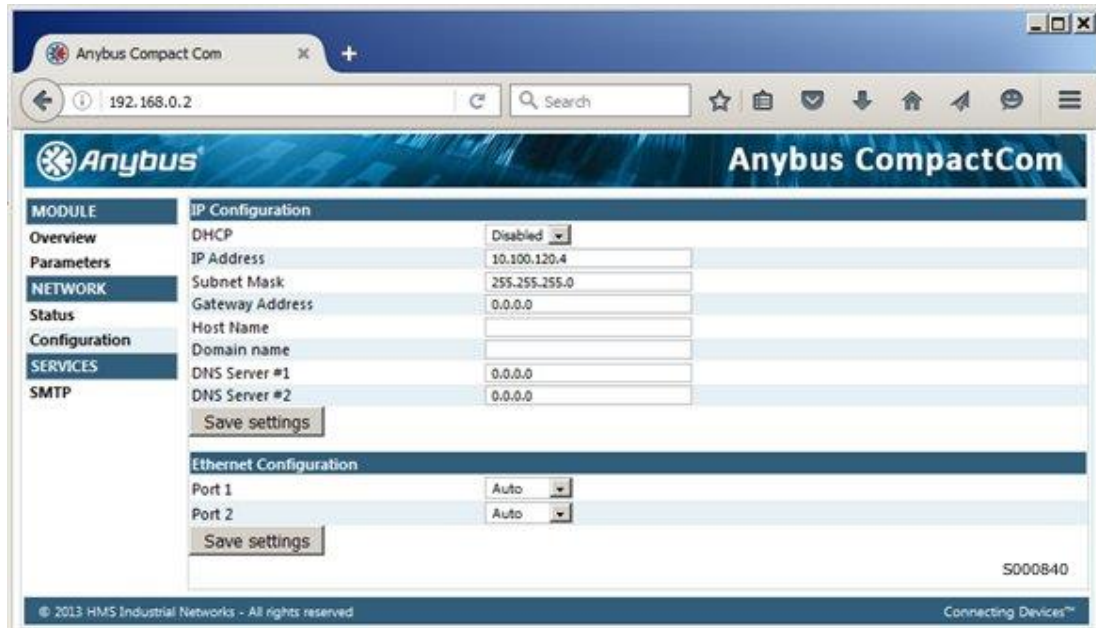 Anybus Compact Com
192.168.0.2
Search
Anybus
Anybus CompactCom
MODULE
Overview
Parameters
NETWORK
Status
Configuration
SERVICES
SMTP
IP Configuration
DHCP Disabled
IP Address 10.100.120.4
Subnet Mask 255.255.255.0
Gateway Address 0.0.0.0
Host Name
Domain name
DNS Server #1 0.0.0.0
DNS Server #2 0.0.0.0
Save settings
Ethernet Configuration
Port 1 Auto
Port 2 Auto
Save settings
S000840
© 2013 HMS Industrial Networks - All rights reserved
Connecting Devices™